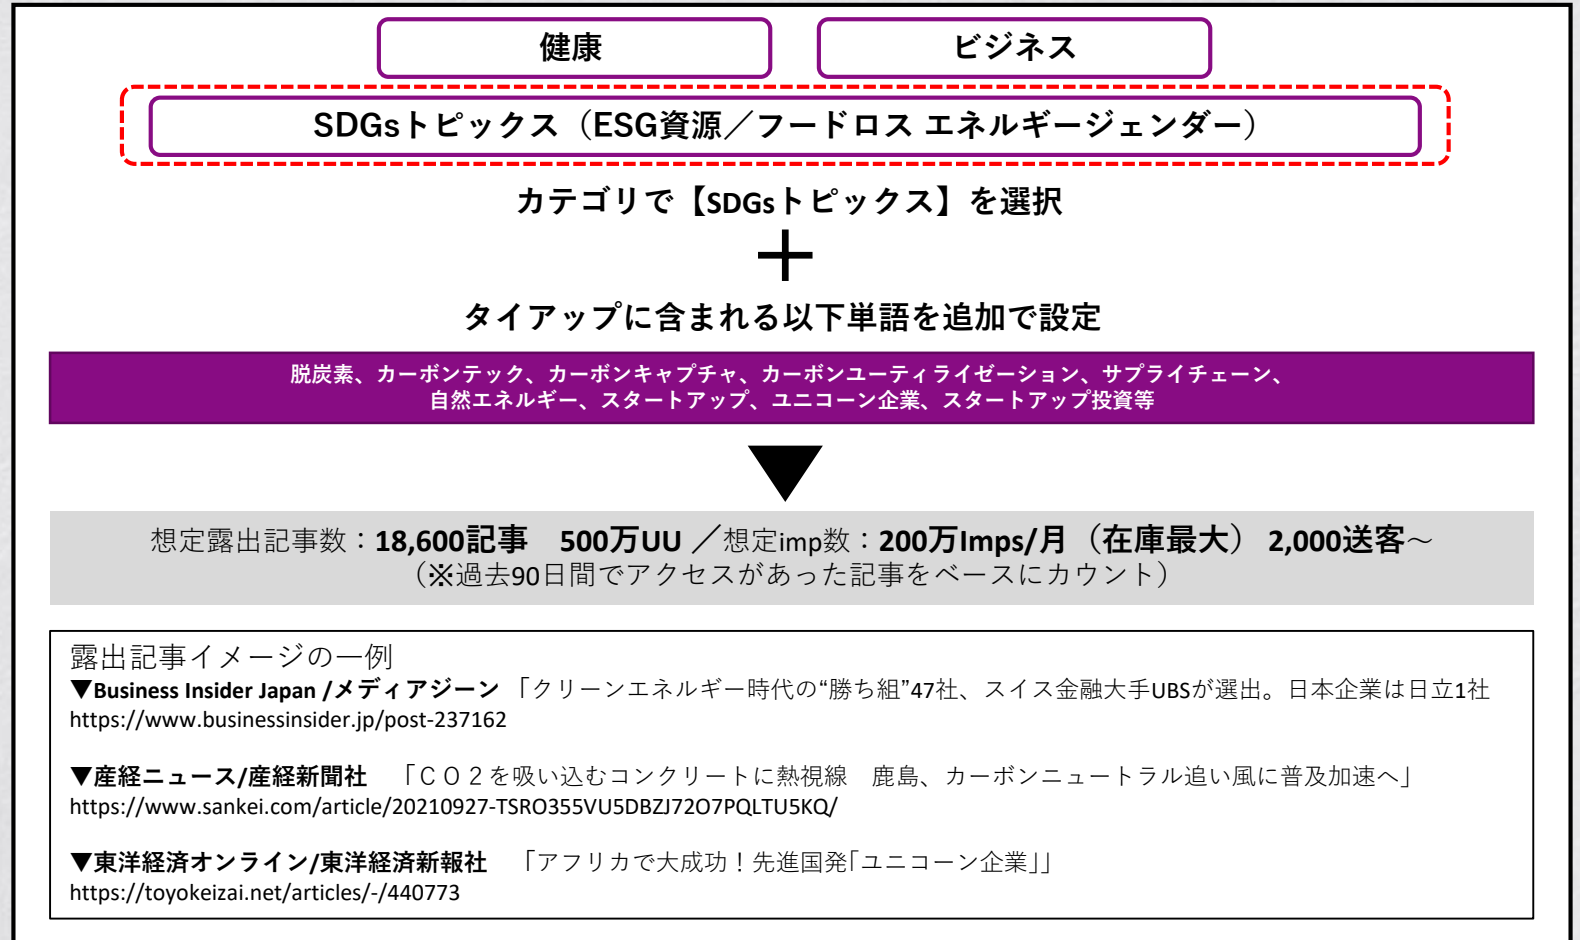 健康
ビジネス
SDGsトピックス（ESG資源／フードロス エネルギージェンダー）
カテゴリで【SDGsトピックス】を選択
＋
タイアップに含まれる以下単語を追加で設定
脱炭素、カーボンテック、カーボンキャプチャ、カーボンユーティライゼーション、サプライチェーン、
自然エネルギー、スタートアップ、ユニコーン企業、スタートアップ投資等
想定露出記事数：18,600記事　500万UU ／想定imp数：200万Imps/月（在庫最大） 2,000送客～
（※過去90日間でアクセスがあった記事をベースにカウント）
露出記事イメージの一例
▼Business Insider Japan /メディアジーン 「クリーンエネルギー時代の“勝ち組”47社、スイス金融大手UBSが選出。日本企業は日立1社
https://www.businessinsider.jp/post-237162
▼産経ニュース/産経新聞社　「ＣＯ２を吸い込むコンクリートに熱視線　鹿島、カーボンニュートラル追い風に普及加速へ」
https://www.sankei.com/article/20210927-TSRO355VU5DBZJ72O7PQLTU5KQ/
▼東洋経済オンライン/東洋経済新報社　「アフリカで大成功！先進国発｢ユニコーン企業｣」
https://toyokeizai.net/articles/-/440773